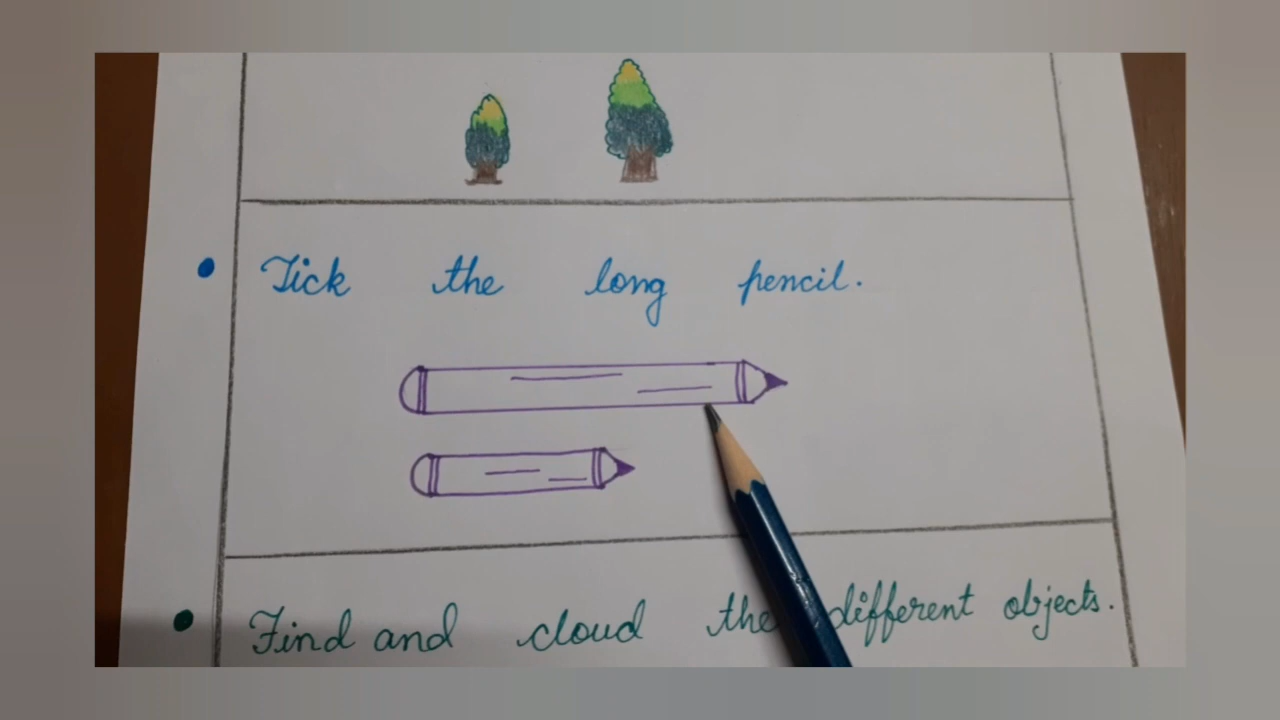 Tick the long pencil.
Find and cloud the different objects.